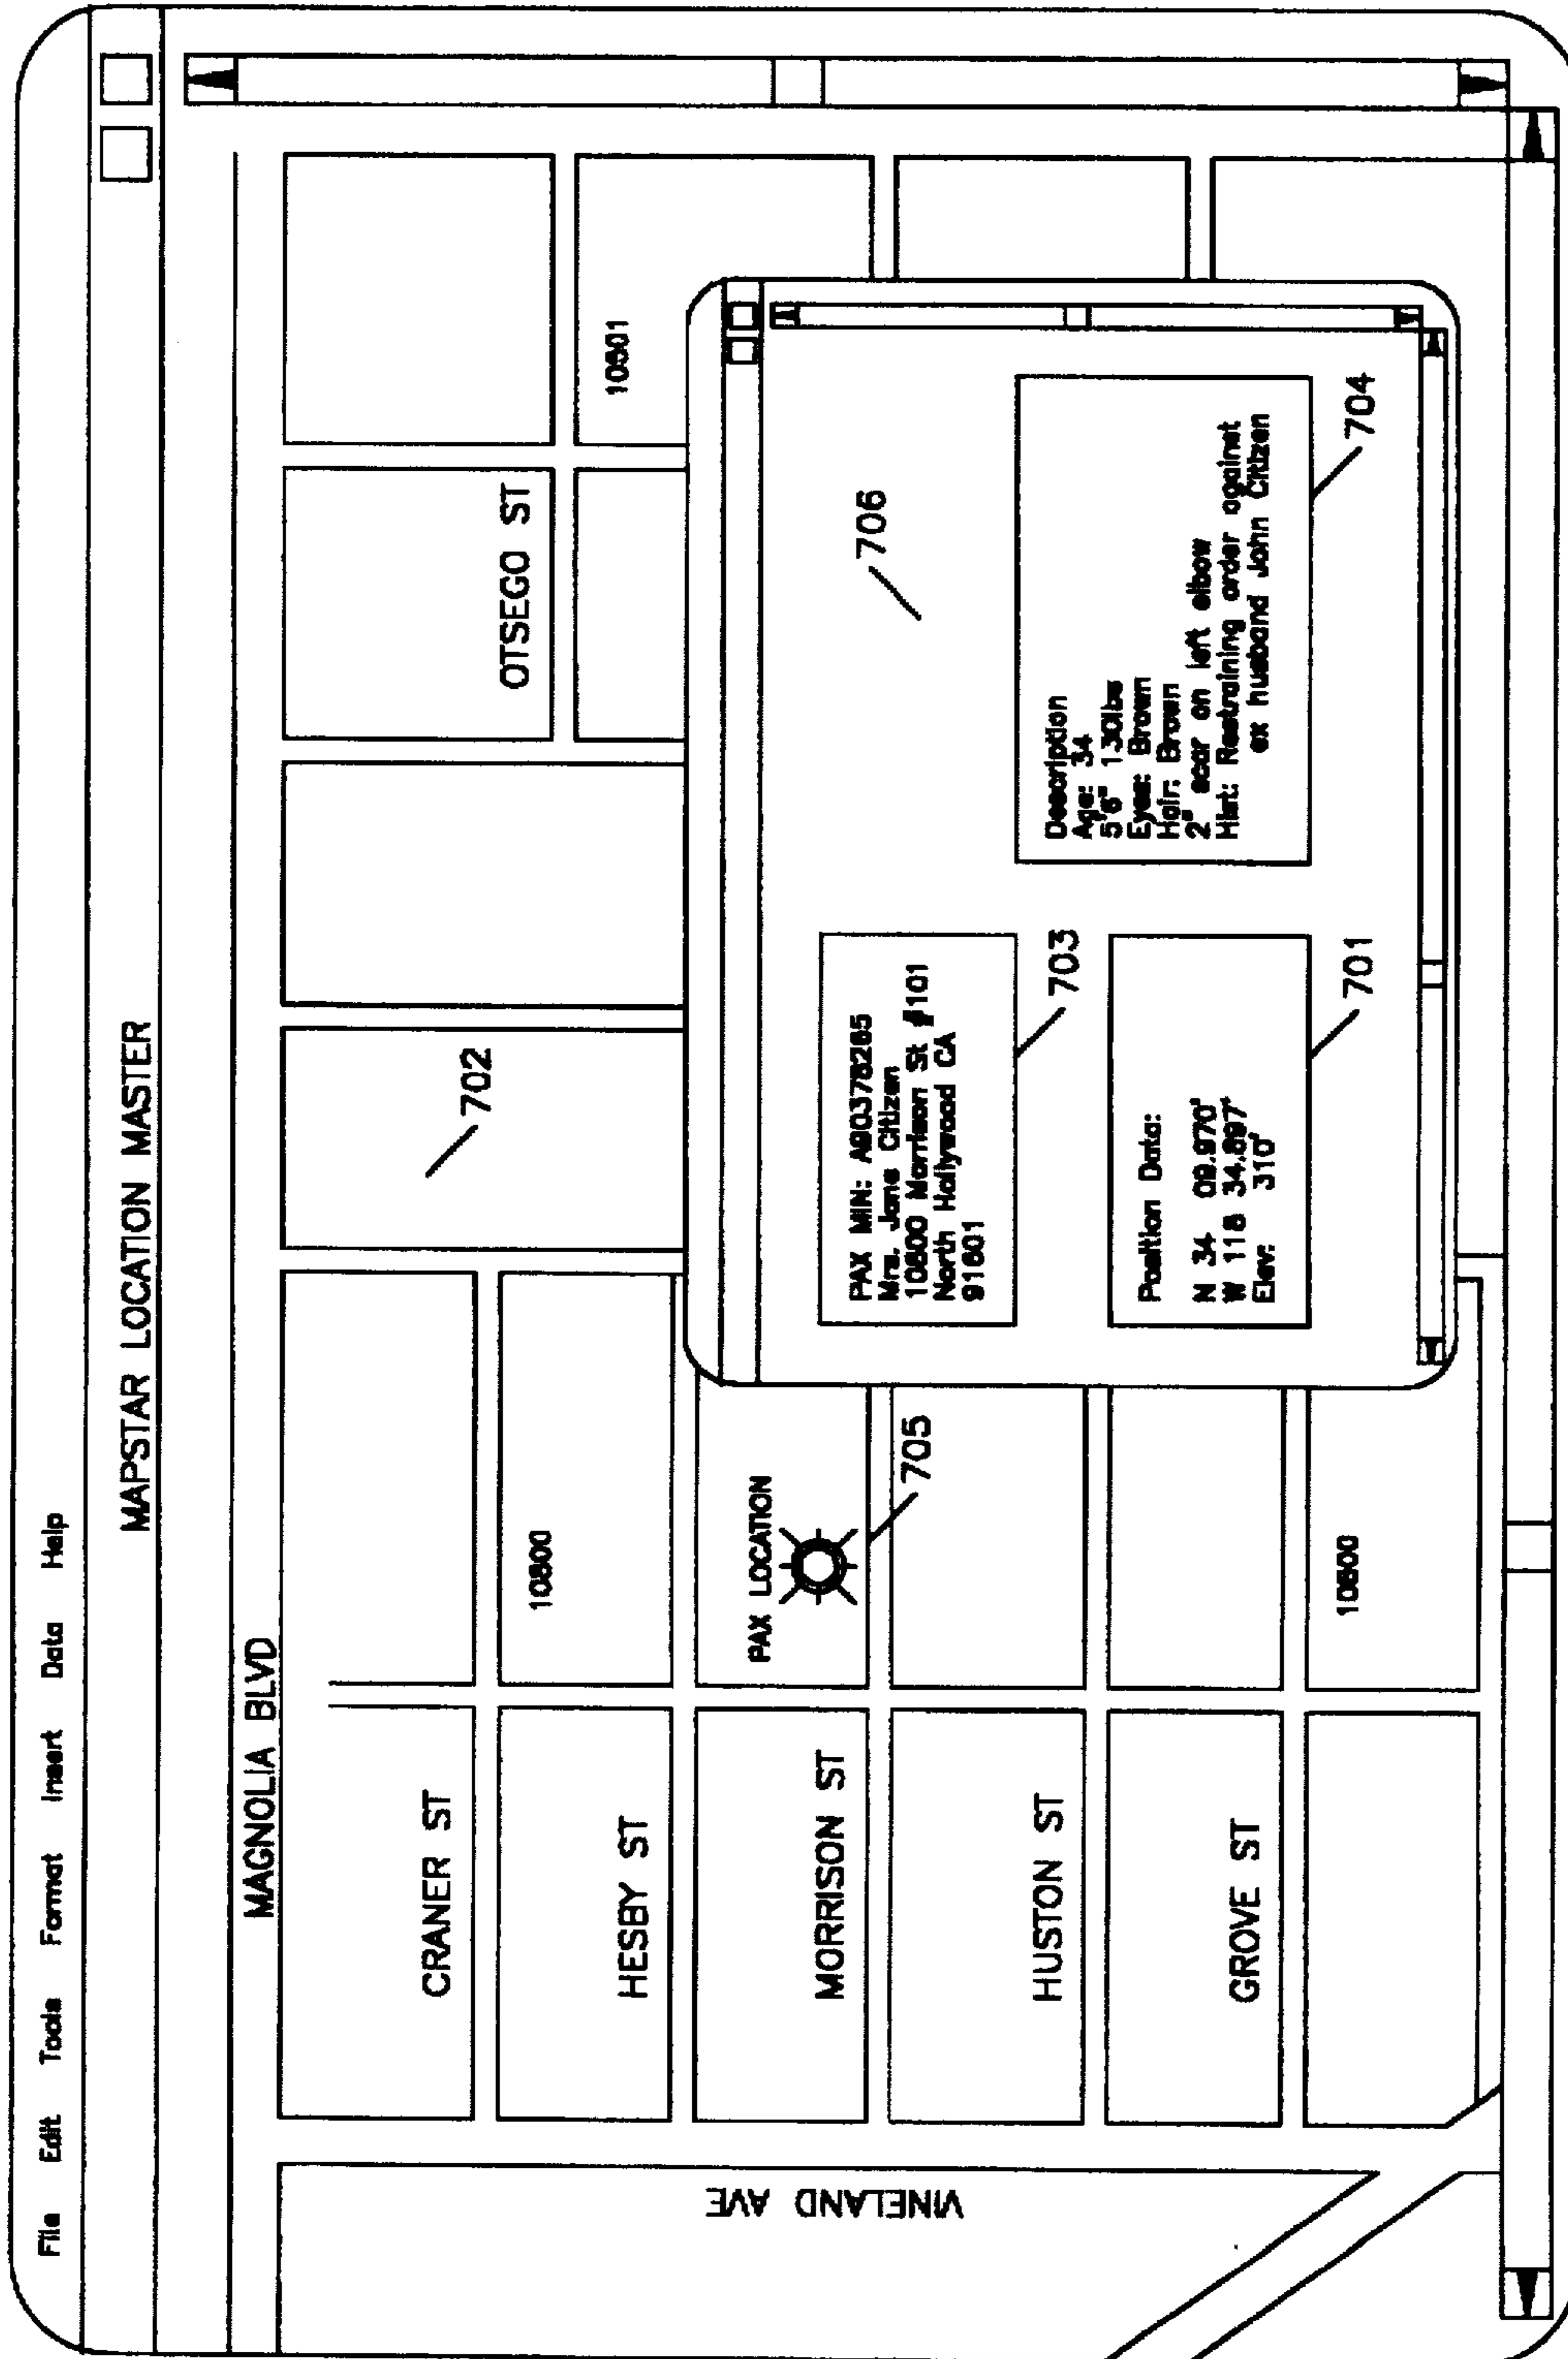 File Edit Tools Format Insert Data Help
MAPSTAR LOCATION MASTER
MAGNOLIA BLVD
CRANER ST
OTSEGO ST
702
HESBY ST
10800
10801
MORRISON ST
PAX LOCATION
705
HUSTON ST
GROVE ST
10800
VINELAND AVE
706
PAX MIN: A90378265
Mrs. Jane Citizen
10800 Morrison St #101
North Hollywood CA
91601
703
Position Data:
N 34 09.970'
W 118 34.897'
Elev: 310'
701
Description
Age: 34
5'6" 130lbs
Eyes: Brown
Hair: Brown
2" scar on left elbow
Hist: Restraining order against
ex husband John Citizen
704